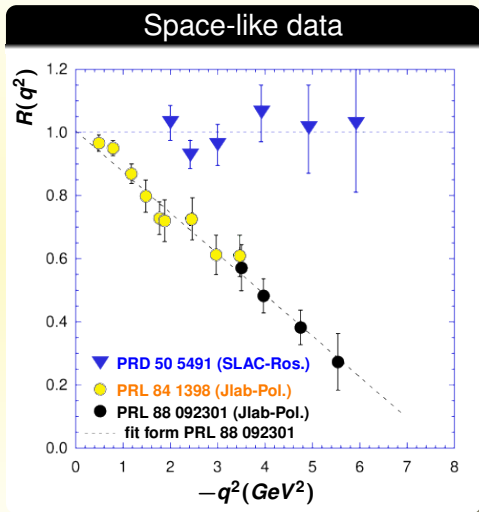 Space-like data
R(q²)
1.2
1.0
0.8
0.6
0.4
0.2
0.0
PRD 50 5491 (SLAC-Ros.)
PRL 84 1398 (Jlab-Pol.)
PRL 88 092301 (Jlab-Pol.)
fit form PRL 88 092301
0 1 2 3 4 5 6 7 8
−q²(GeV²)